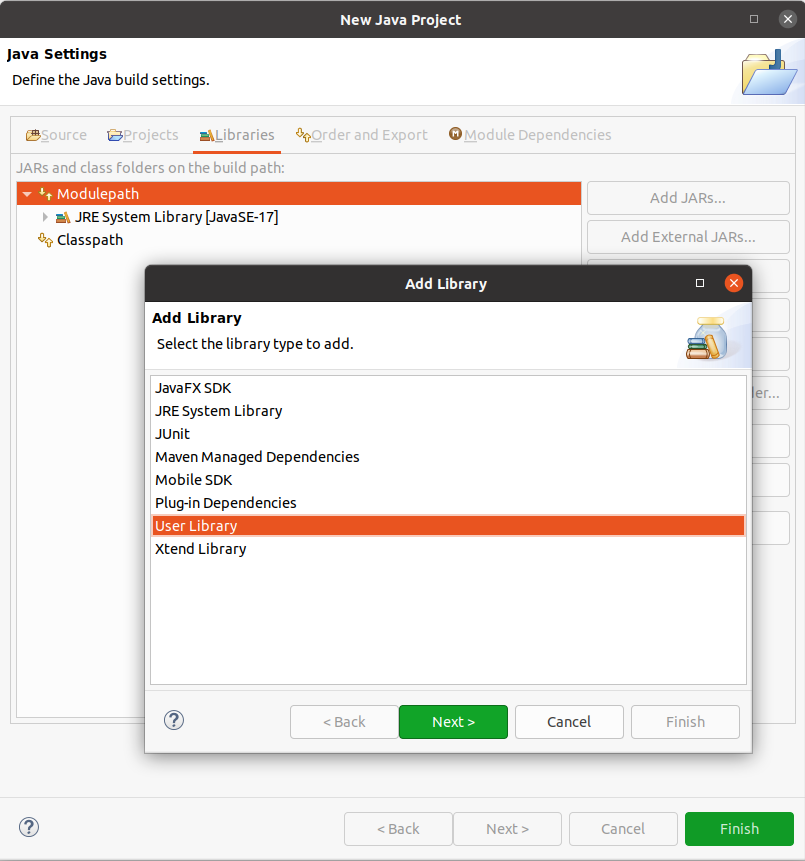 New Java Project
Java Settings
Define the Java build settings.
Source Projects Libraries Order and Export Module Dependencies
JARs and class folders on the build path:
Modulepath
JRE System Library [JavaSE-17]
Classpath
Add JARs...
Add External JARs...
Add Library
Add Library
Select the library type to add.
JavaFX SDK
JRE System Library
JUnit
Maven Managed Dependencies
Mobile SDK
Plug-in Dependencies
User Library
Xtend Library
< Back Next > Cancel Finish
< Back Next > Cancel Finish